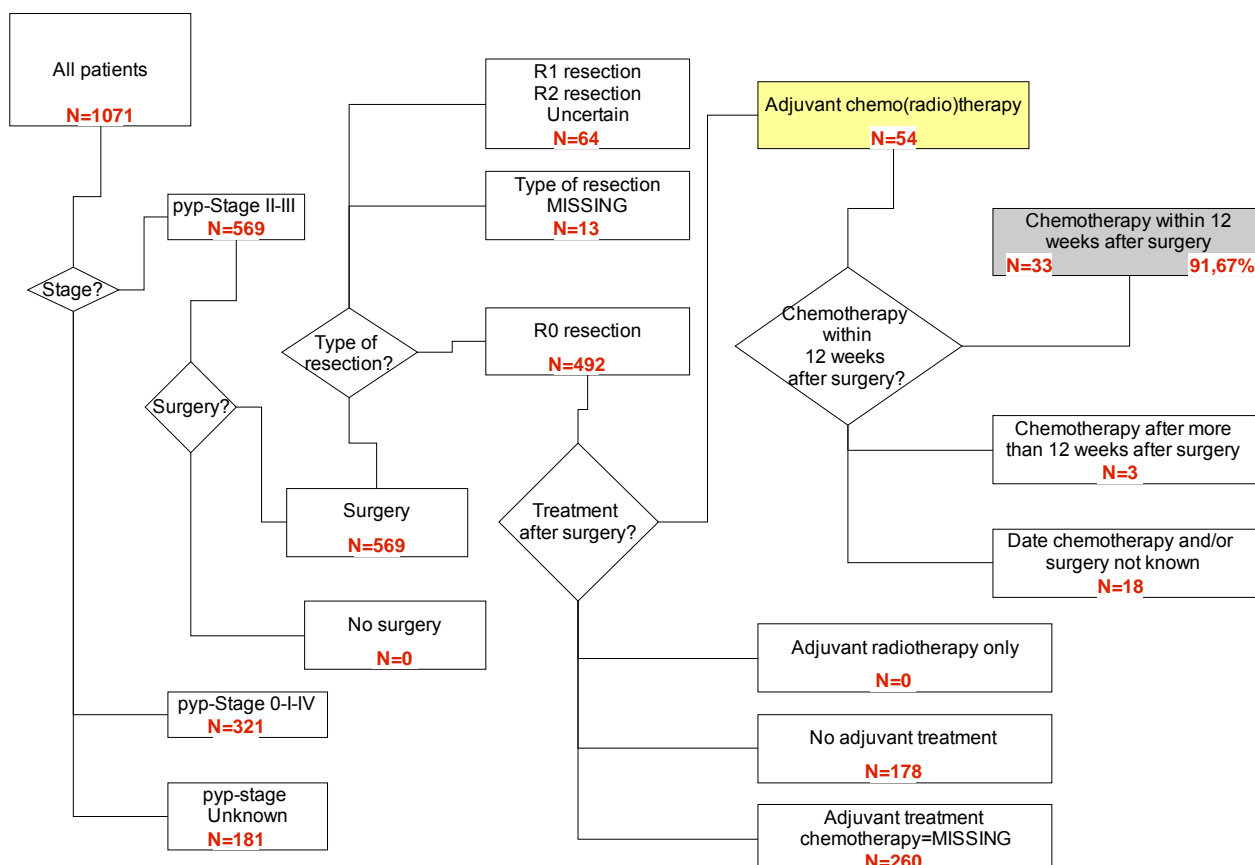 All patients
N=1071
pyp-Stage II-III
N=569
Stage?
Surgery?
Surgery
N=569
No surgery
N=0
pyp-Stage 0-I-IV
N=321
pyp-stage
Unknown
N=181
R1 resection
R2 resection
Uncertain
N=64
Type of resection
MISSING
N=13
Type of
resection?
R0 resection
N=492
Treatment
after surgery?
Adjuvant chemo(radio)therapy
N=54
Chemotherapy within 12
weeks after surgery
N=33 91,67%
Chemotherapy
within
12 weeks
after surgery?
Chemotherapy after more
than 12 weeks after surgery
N=3
Date chemotherapy and/or
surgery not known
N=18
Adjuvant radiotherapy only
N=0
No adjuvant treatment
N=178
Adjuvant treatment
chemotherapy=MISSING
N=260